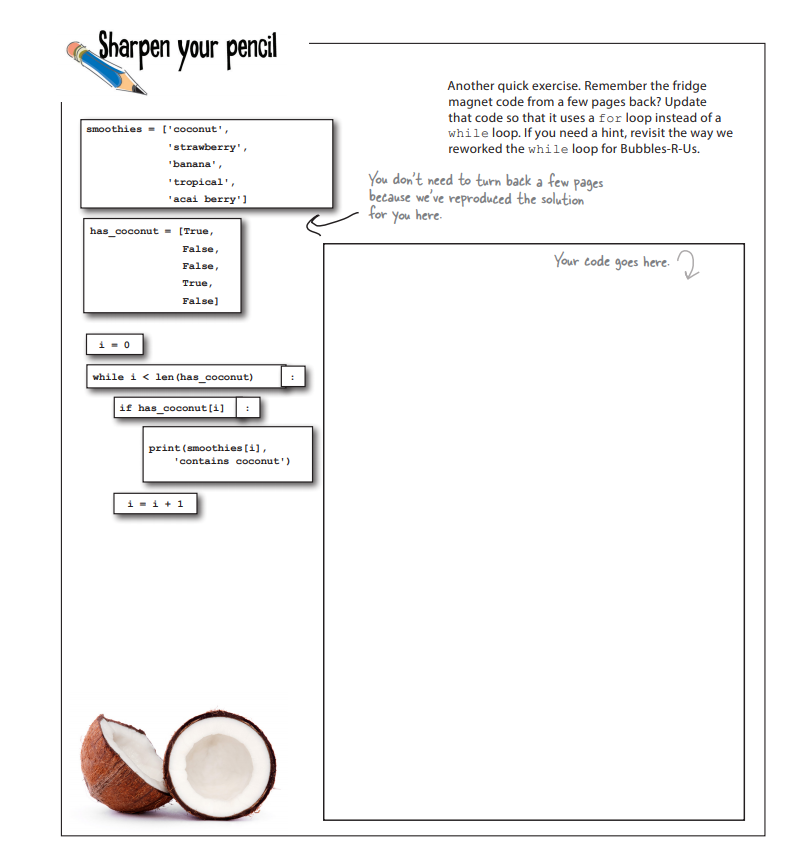 Sharpen your pencil
Another quick exercise. Remember the fridge
magnet code from a few pages back? Update
that code so that it uses a for loop instead of a
while loop. If you need a hint, revisit the way we
reworked the while loop for Bubbles-R-Us.
smoothies = ['coconut',
'strawberry',
'banana',
'tropical',
'acai berry']
You don't need to turn back a few pages
because we've reproduced the solution
for you here.
has_coconut = [True,
False,
False,
True,
False]
Your code goes here.
i = 0
while i < len(has_coconut) :
if has_coconut[i] :
print(smoothies[i],
'contains coconut')
i = i + 1